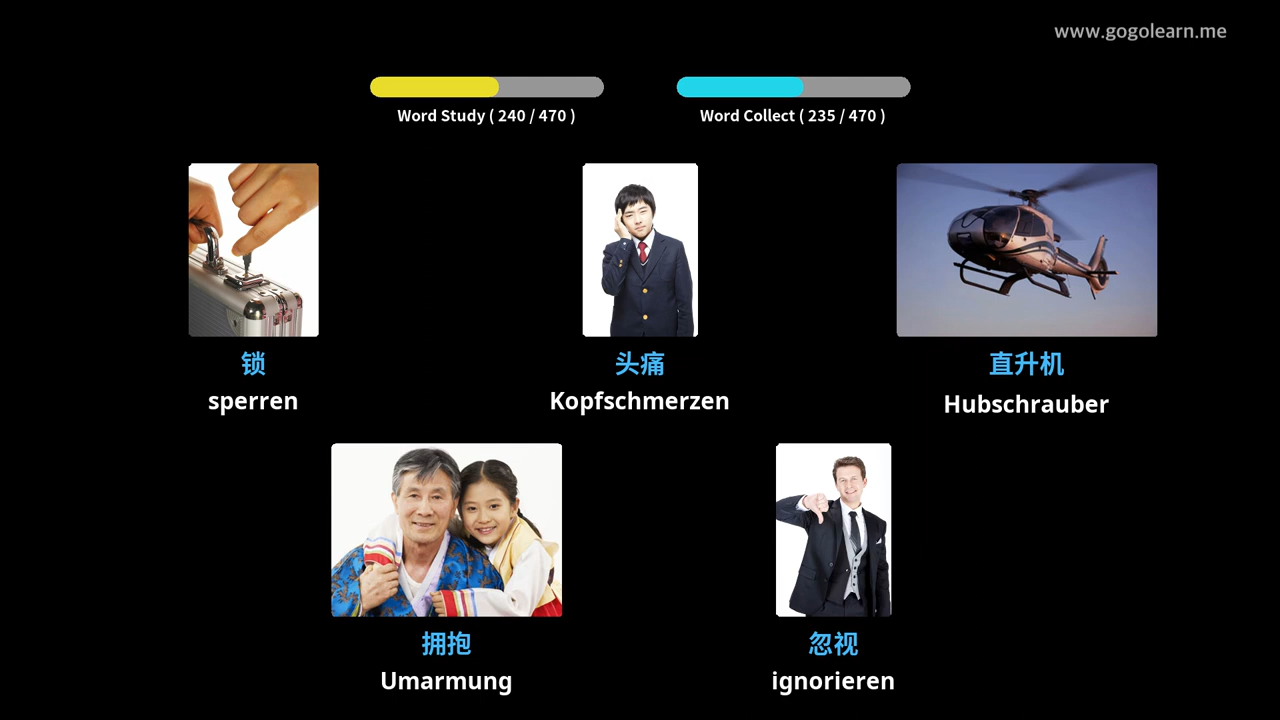 www.gogolearn.me
Word Study ( 240 / 470 )
Word Collect ( 235 / 470 )
锁
sperren
头痛
Kopfschmerzen
直升机
Hubschrauber
拥抱
Umarmung
忽视
ignorieren